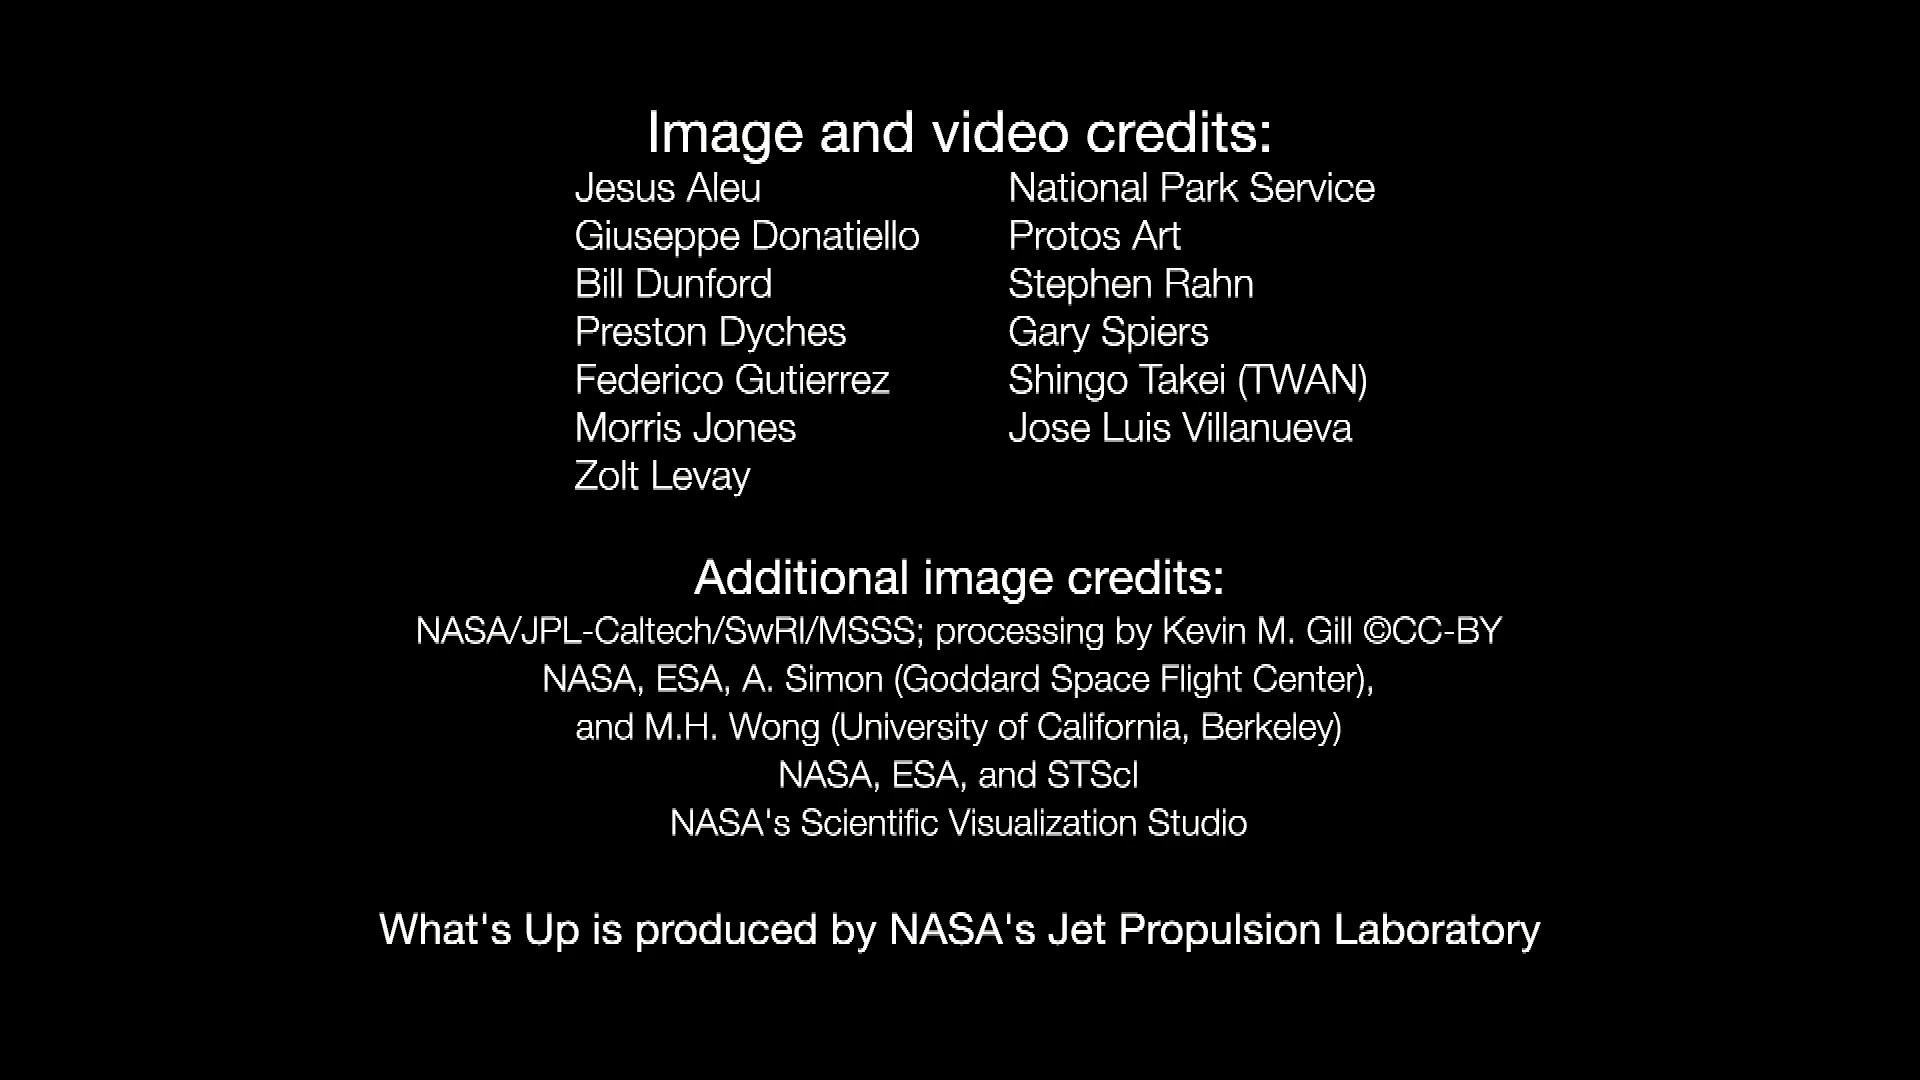 Image and video credits:
Jesus Aleu
Giuseppe Donatiello
Bill Dunford
Preston Dyches
Federico Gutierrez
Morris Jones
Zolt Levay
National Park Service
Protos Art
Stephen Rahn
Gary Spiers
Shingo Takei (TWAN)
Jose Luis Villanueva
Additional image credits:
NASA/JPL-Caltech/SwRI/MSSS; processing by Kevin M. Gill ©CC-BY
NASA, ESA, A. Simon (Goddard Space Flight Center),
and M.H. Wong (University of California, Berkeley)
NASA, ESA, and STScI
NASA's Scientific Visualization Studio
What's Up is produced by NASA's Jet Propulsion Laboratory